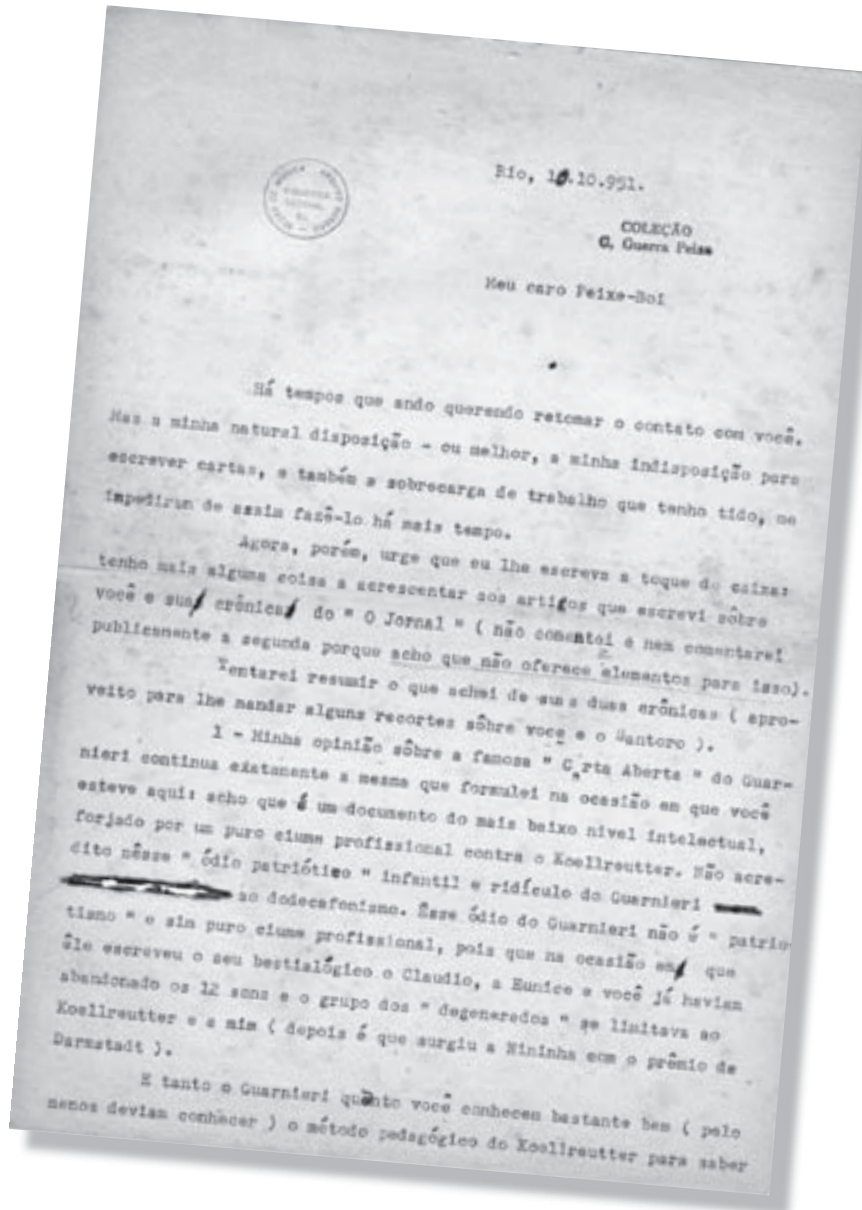 Rio, 1.10.951.
COLEÇÃO
C. Guerra Peixe
Meu caro Peixe-Boi
Há tempos que ando querendo retomar o contato com você.
Mas a minha natural disposição - ou melhor, a minha indisposição para
escrever cartas, e também a sobrecarga de trabalho que tenho tido, me
impediram de assim fazê-lo há mais tempo.
Agora, porém, urge que eu lhe escreva a toque de caixa:
tenho mais alguma coisa a acrescentar aos artigos que escrevi sôbre
você e sua crônica do " O Jornal " ( não comentei e nem comentarei
publicamente a segunda porque acho que não oferece elementos para isso).
Tentarei resumir o que achei de suas duas crônicas ( apro-
veito para lhe mandar alguns recortes sôbre voce e o Santoro ).
1 - Minha opinião sôbre a famosa " Carta Aberta " do Guar-
nieri continua exatamente a mesma que formulei na ocasião em que você
esteve aqui: acho que é um documento do mais baixo nivel intelectual,
forjado por um puro ciume profissional contra o Koellreutter. Não acre-
dito nêsse " ódio patriótico " infantil e ridículo do Guarnieri
ao dodecafonismo. Êsse ódio do Guarnieri não é " patrio-
tismo " e sim puro ciume profissional, pois que na ocasião em que
êle escreveu o seu bestialógico o Claudio, a Eunice e você já haviam
abandonado os 12 sons e o grupo dos " degenerados " se limitava ao
Koellreutter e a mim ( depois é que surgiu a Nininha com o prêmio de
Darmstadt ).
E tanto o Guarnieri quanto você conhecem bastante bem ( pelo
menos deviam conhecer ) o método pedagógico do Koellreutter para saber